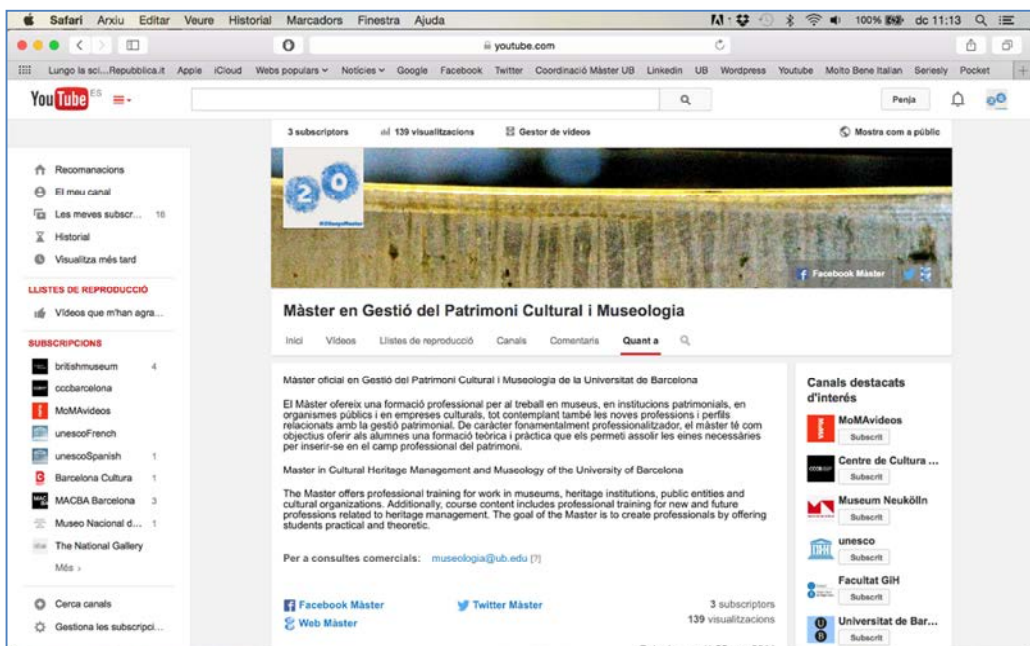 Safari Arxiu Editar Veure Historial Marcadors Finestra Ajuda 100% dc 11:13
youtube.com
Lungo la sci...Repubblica.it Apple iCloud Webs populars Notícies Google Facebook Twitter Coordinació Màster UB Linkedin UB Wordpress Youtube Molto Bene Italian Seriesly Pocket
YouTube ES Penja
3 subscriptors 139 visualitzacions Gestor de vídeos Mostra com a públic
Recomanacions
El meu canal
Les meves subscr... 16
Historial
Visualitza més tard
LLISTES DE REPRODUCCIÓ
Vídeos que m'han agra...
SUBSCRIPCIONS
britishmuseum 4
cccbarcelona
MoMAvideos
unescoFrench
unescoSpanish 1
Barcelona Cultura 1
MACBA Barcelona 3
Museo Nacional d... 1
The National Gallery
Més ›
Cerca canals
Gestiona les subscripci...
20
Facebook Màster
Màster en Gestió del Patrimoni Cultural i Museologia
Inici Vídeos Llistes de reproducció Canals Comentaris Quant a
Màster oficial en Gestió del Patrimoni Cultural i Museologia de la Universitat de Barcelona
El Màster ofereix una formació professional per al treball en museus, en institucions patrimonials, en
organismes públics i en empreses culturals, tot contemplant també les noves professions i perfils
relacionats amb la gestió patrimonial. De caràcter fonamentalment professionalitzador, el màster té com
objectius oferir als alumnes una formació teòrica i pràctica que els permeti assolir les eines necessàries
per inserir-se en el camp professional del patrimoni.
Master in Cultural Heritage Management and Museology of the University of Barcelona
The Master offers professional training for work in museums, heritage institutions, public entities and
cultural organizations. Additionally, course content includes professional training for new and future
professions related to heritage management. The goal of the Master is to create professionals by offering
students practical and theoretic.
Per a consultes comercials: museologia@ub.edu [?]
Facebook Màster Twitter Màster 3 subscriptors
Web Màster 139 visualitzacions
Canals destacats
d'interés
MoMAvideos
Subscrit
Centre de Cultura ...
Subscrit
Museum Neukölln
Subscrit
unesco
Subscrit
Facultat GiH
Subscrit
Universitat de Bar...
Subscrit